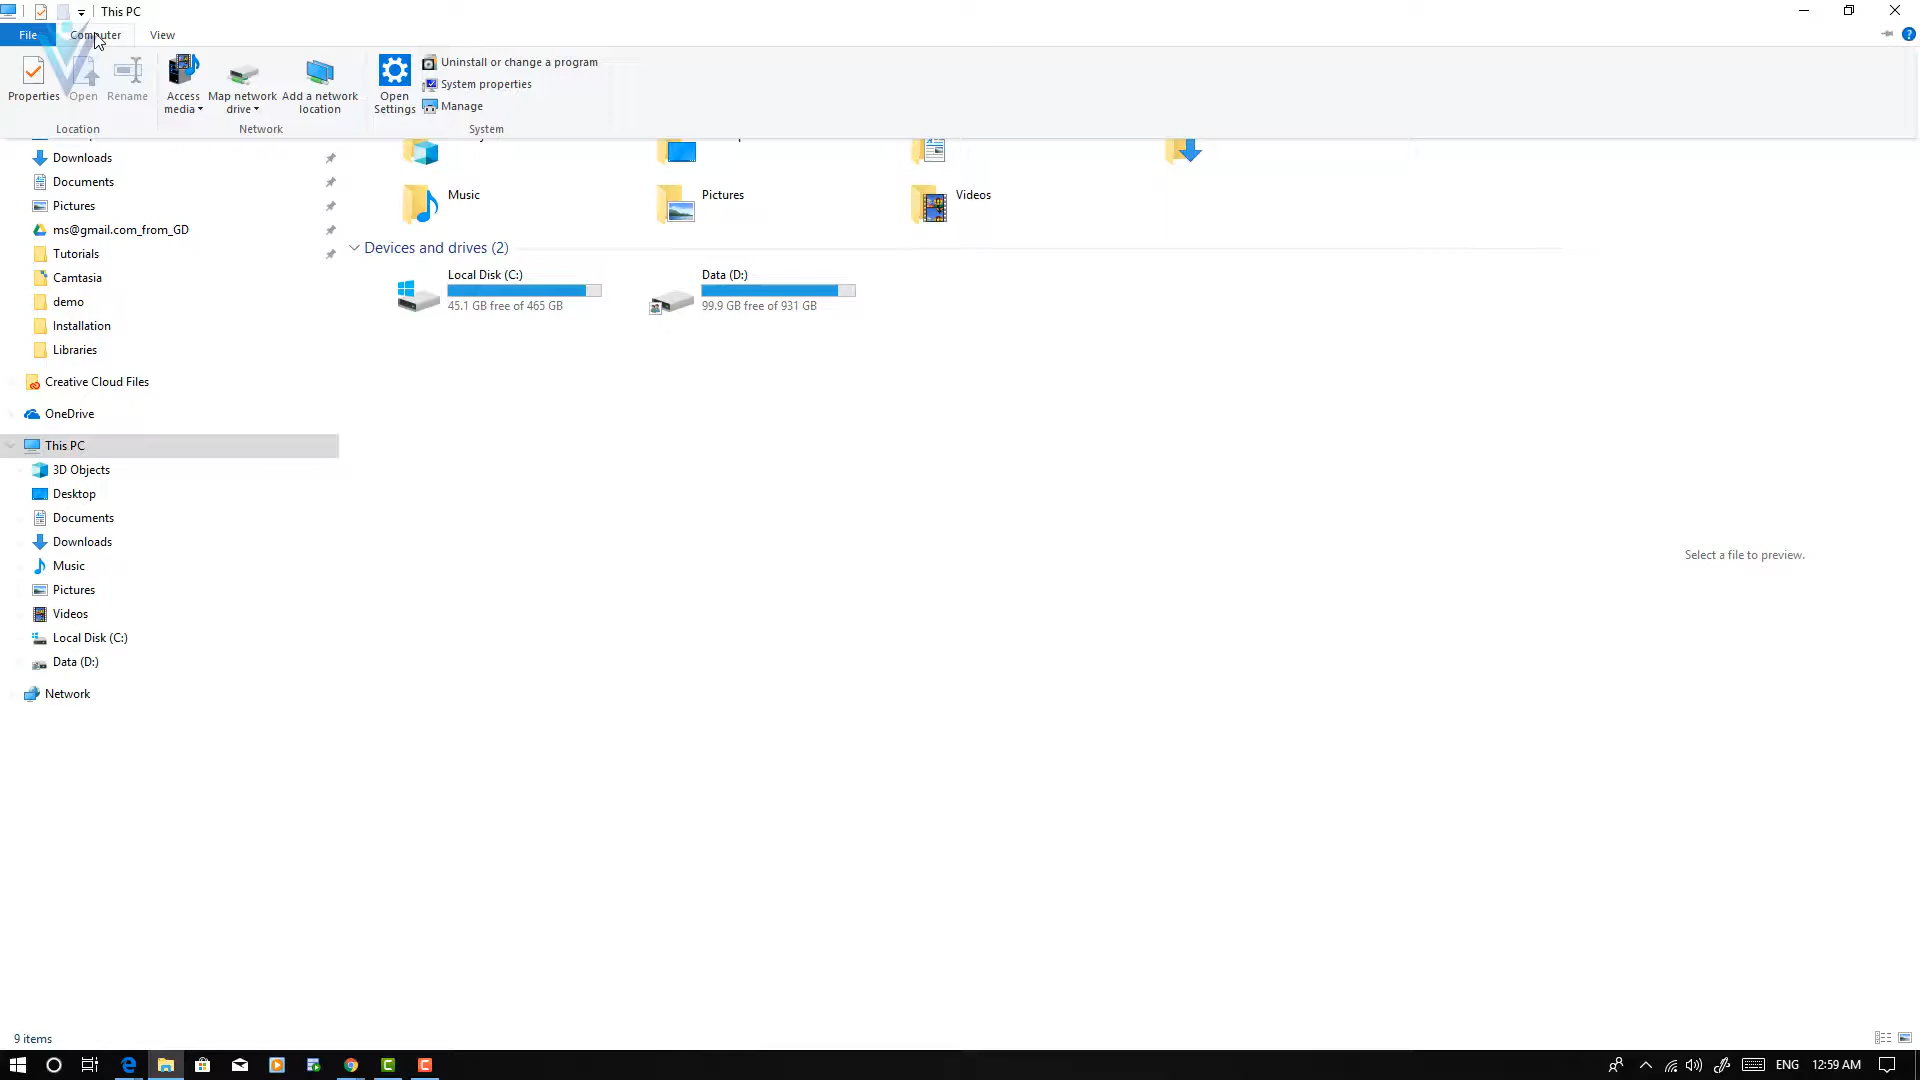 This PC
File
Computer
View
Properties
Open
Rename
Location
Access
media
Map network
drive
Add a network
location
Network
Open
Settings
Uninstall or change a program
System properties
Manage
System
Downloads
Documents
Pictures
ms@gmail.com_from_GD
Tutorials
Camtasia
demo
Installation
Libraries
Creative Cloud Files
OneDrive
This PC
3D Objects
Desktop
Documents
Downloads
Music
Pictures
Videos
Local Disk (C:)
Data (D:)
Network
Music
Pictures
Videos
Devices and drives (2)
Local Disk (C:)
45.1 GB free of 465 GB
Data (D:)
99.9 GB free of 931 GB
Select a file to preview.
9 items
ENG
12:59 AM